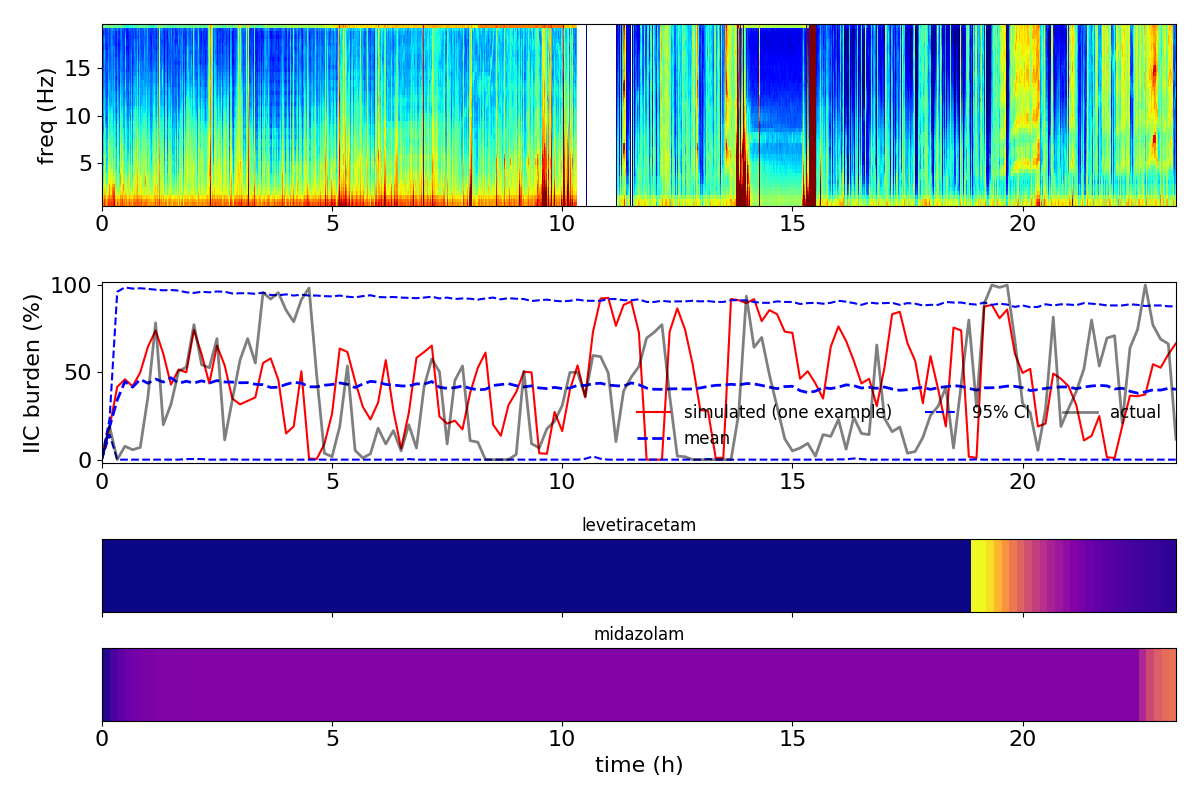 freq (Hz)
15
10
5
0 5 10 15 20
IIC burden (%)
100
50
0
simulated (one example) 95% CI actual
mean
0 5 10 15 20
levetiracetam
midazolam
0 5 10 15 20
time (h)